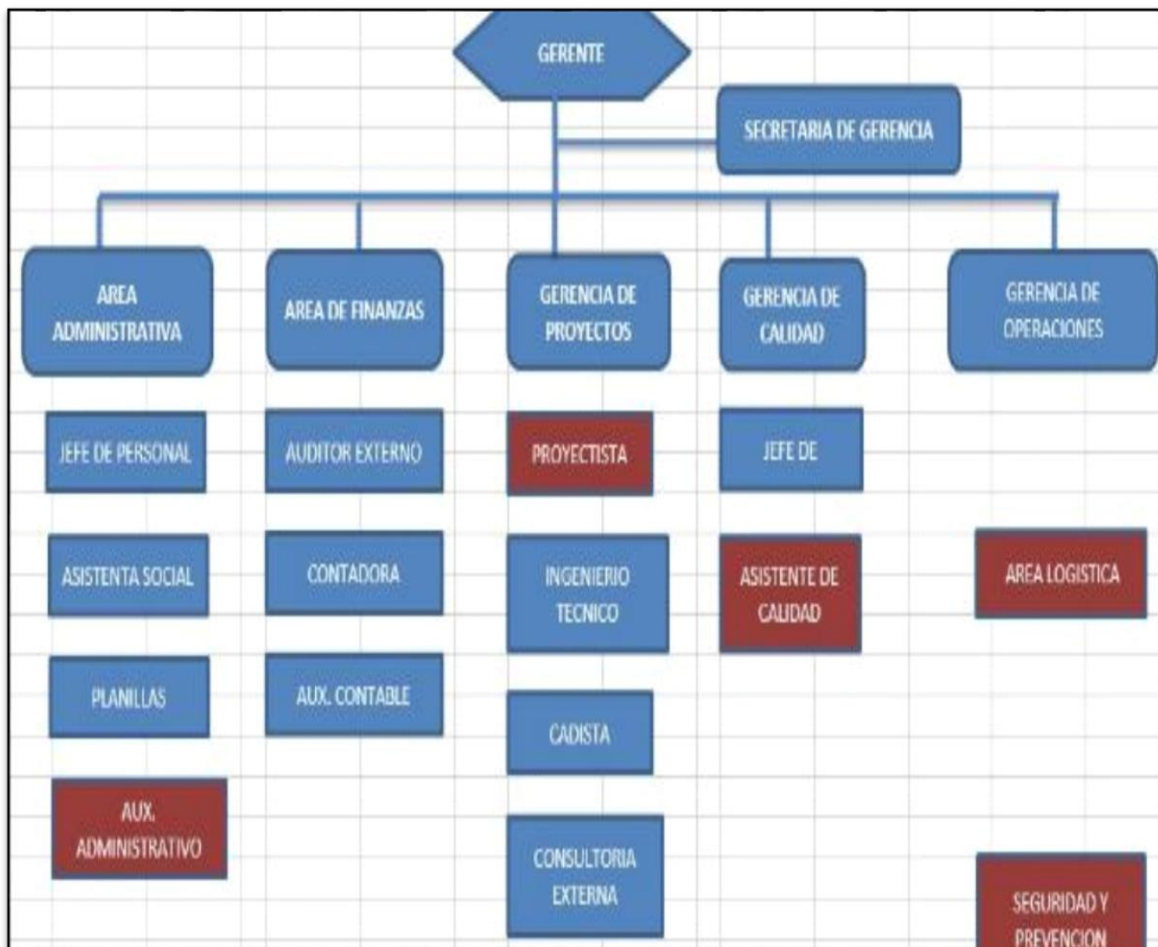 GERENTE
SECRETARIA DE GERENCIA
AREA
ADMINISTRATIVA
AREA DE FINANZAS
GERENCIA DE
PROYECTOS
GERENCIA DE
CALIDAD
GERENCIA DE
OPERACIONES
JEFE DE PERSONAL
AUDITOR EXTERNO
PROYECTISTA
JEFE DE
ASISTENTA SOCIAL
CONTADORA
INGENIERIO
TECNICO
ASISTENTE DE
CALIDAD
AREA LOGISTICA
PLANILLAS
AUX. CONTABLE
CADISTA
AUX.
ADMINISTRATIVO
CONSULTORIA
EXTERNA
SEGURIDAD Y
PREVENCION